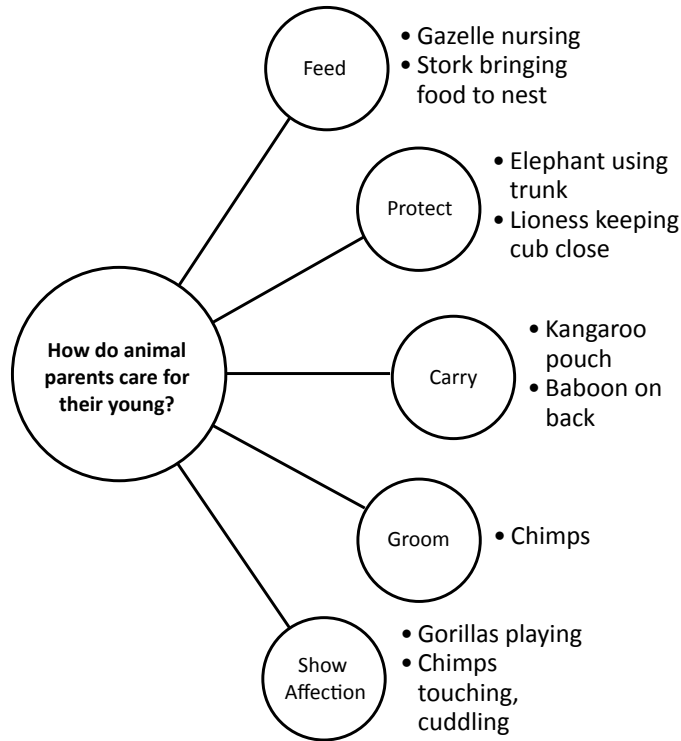 Feed
• Gazelle nursing
• Stork bringing
food to nest
Protect
• Elephant using
trunk
• Lioness keeping
cub close
How do animal
parents care for
their young?
Carry
• Kangaroo
pouch
• Baboon on
back
Groom
• Chimps
Show
Affection
• Gorillas playing
• Chimps
touching,
cuddling